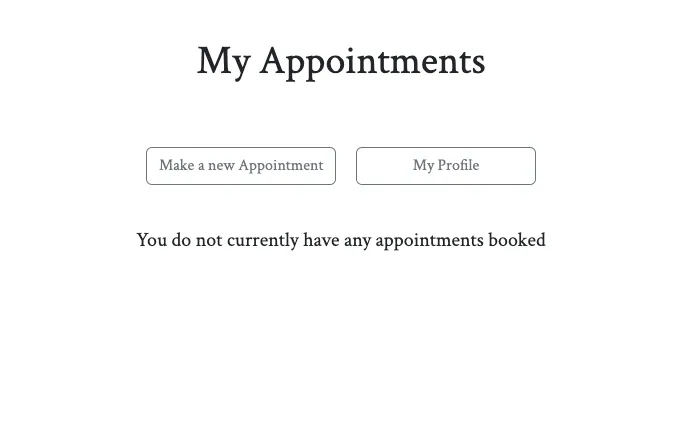 My Appointments
Make a new Appointment
My Profile
You do not currently have any appointments booked